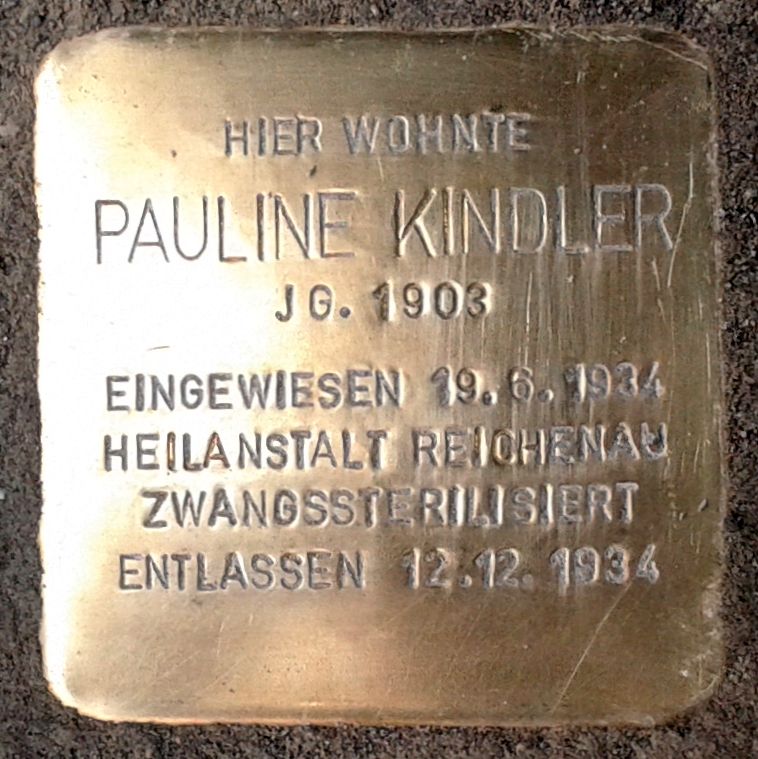 HIER WOHNTE
PAULINE KINDLER
JG. 1903
EINGEWIESEN 19.6.1934
HEILANSTALT REICHENAU
ZWANGSSTERILISIERT
ENTLASSEN 12.12.1934